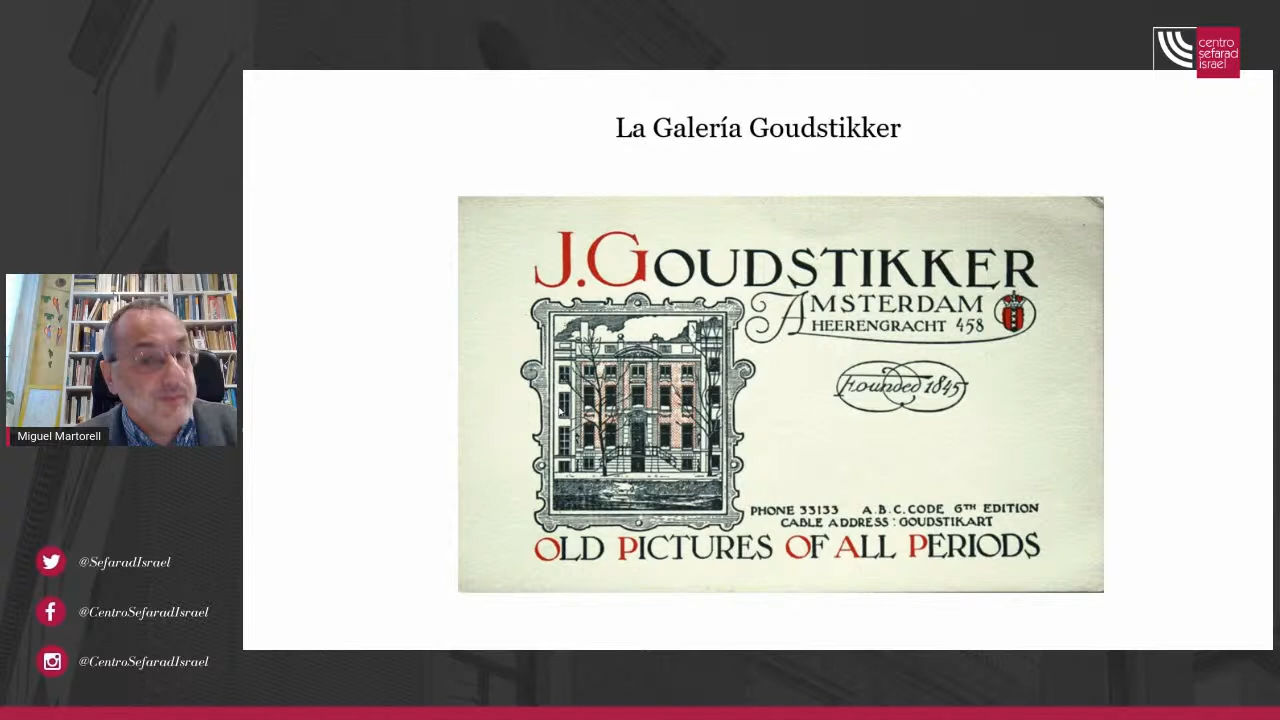 centro
sefarad
israel
La Galería Goudstikker
J. GOUDSTIKKER
AMSTERDAM
HEERENGRACHT 458
Founded 1845
PHONE 33133 A.B.C. CODE 6TH EDITION
CABLE ADDRESS : GOUDSTIKART
OLD PICTURES OF ALL PERIODS
Miguel Martorell
@SefaradIsrael
@CentroSefaradIsrael
@CentroSefaradIsrael